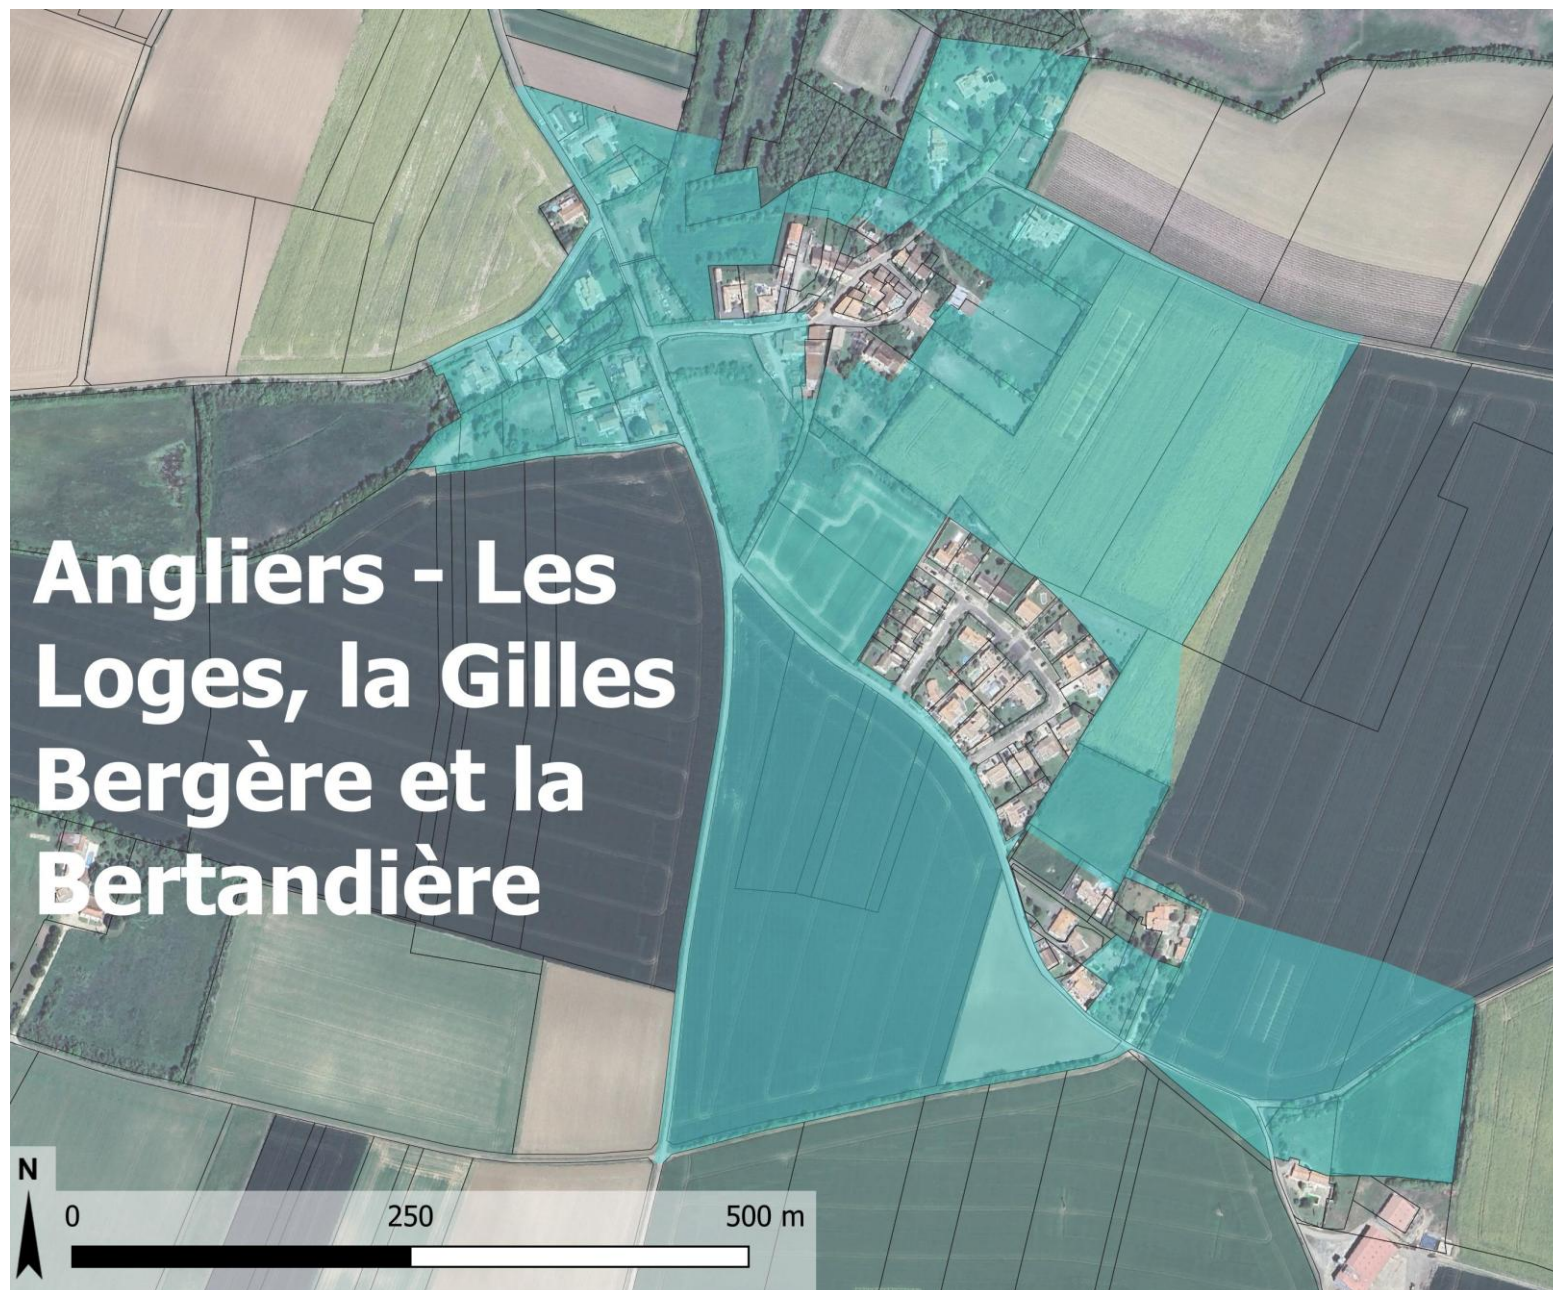 Angliers - Les
Loges, la Gilles
Bergère et la
Bertandière
N
0 250 500 m